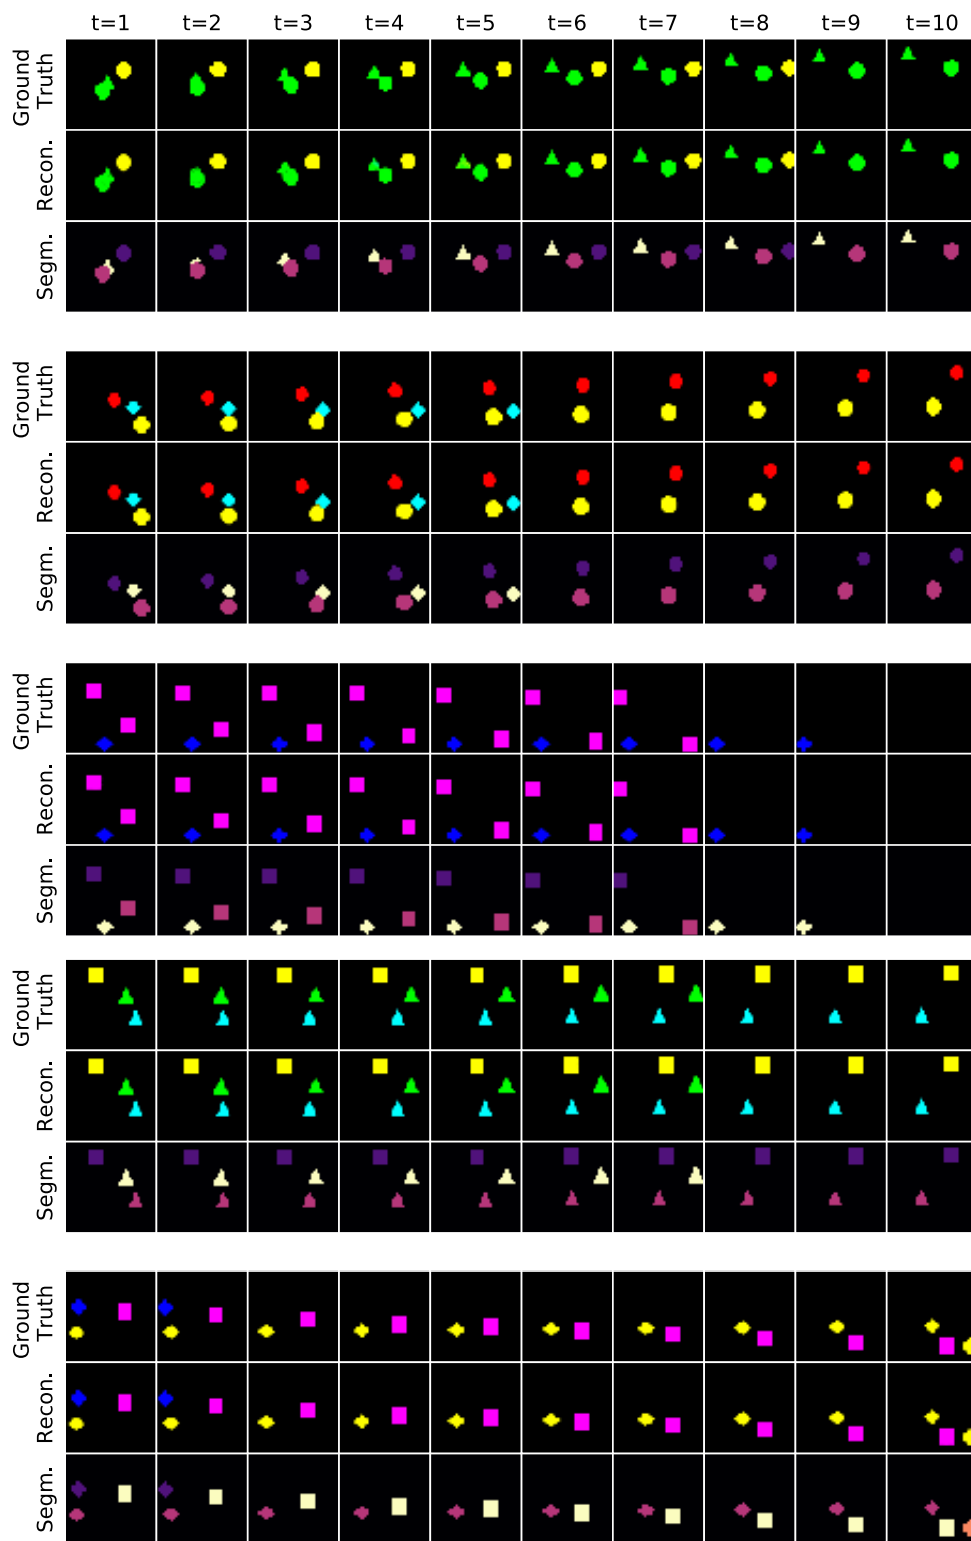 t=1 t=2 t=3 t=4 t=5 t=6 t=7 t=8 t=9 t=10
Ground
Truth
Recon.
Segm.
Ground
Truth
Recon.
Segm.
Ground
Truth
Recon.
Segm.
Ground
Truth
Recon.
Segm.
Ground
Truth
Recon.
Segm.